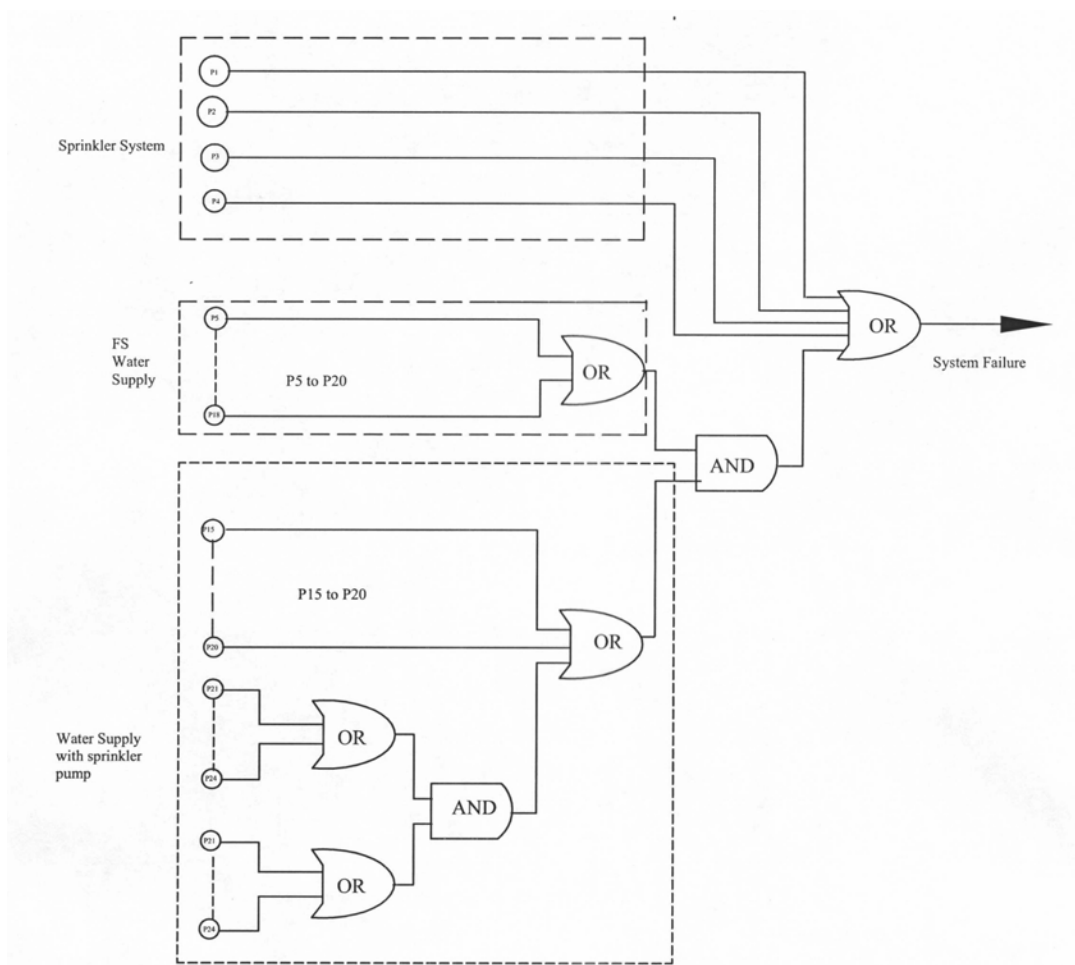 P1
P2
Sprinkler System
P3
P4
OR
System Failure
P5
FS
Water
Supply
P5 to P20
OR
P18
AND
P15
P15 to P20
OR
P20
P21
OR
Water Supply
with sprinkler
pump
P24
AND
P21
OR
P24